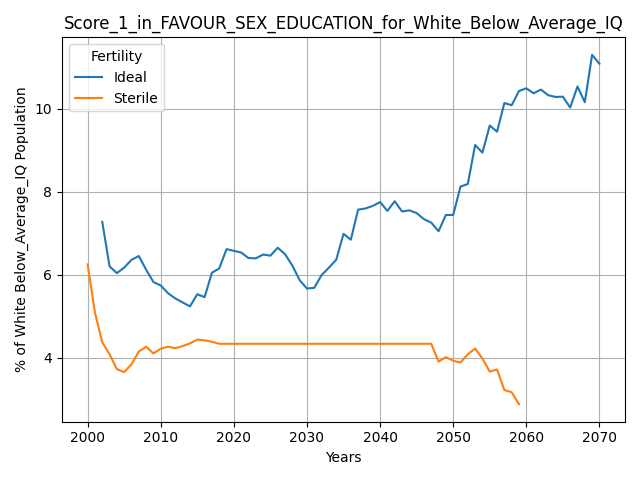 Score_1_in_FAVOUR_SEX_EDUCATION_for_White_Below_Average_IQ
Fertility
Ideal
Sterile
% of White Below_Average_IQ Population
10
8
6
4
2000 2010 2020 2030 2040 2050 2060 2070
Years